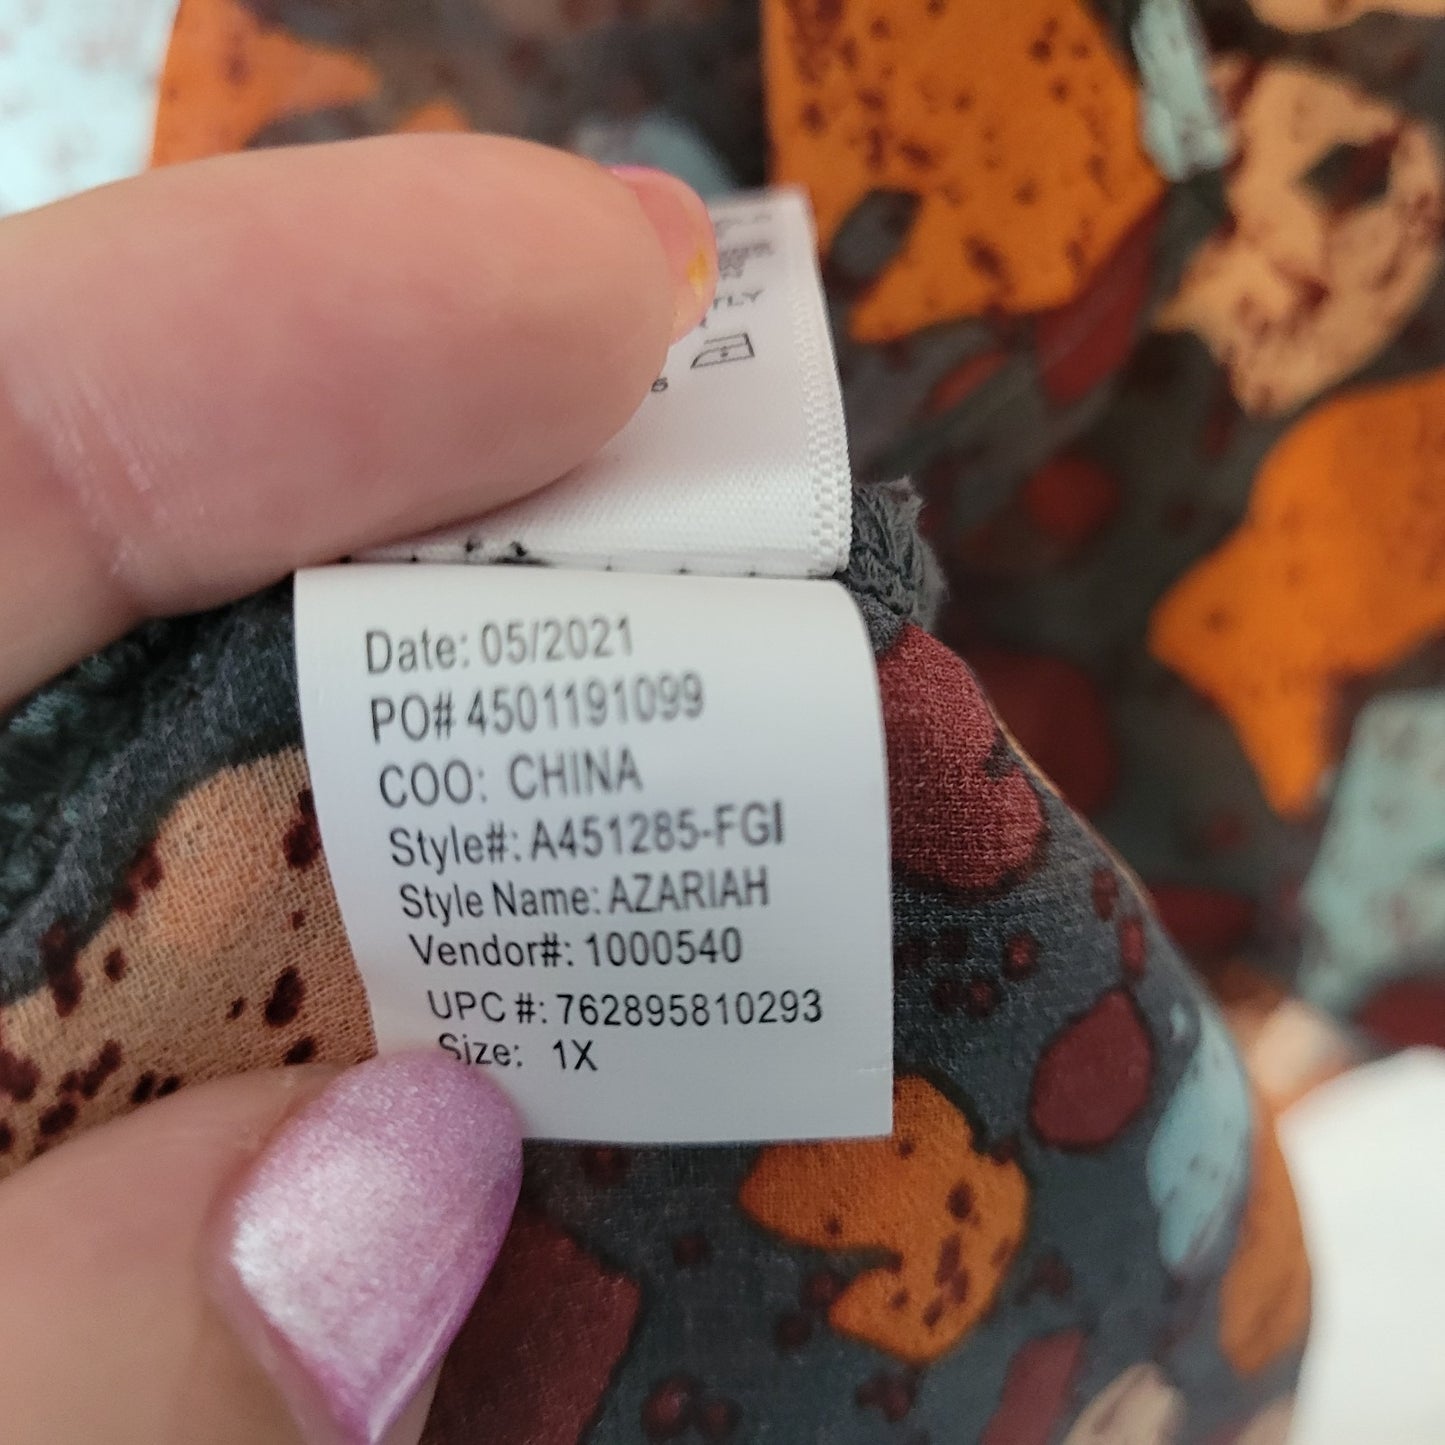 TLY
s
Date: 05/2021
PO# 4501191099
COO: CHINA
Style#: A451285-FGI
Style Name: AZARIAH
Vendor#: 1000540
UPC #: 762895810293
Size: 1X